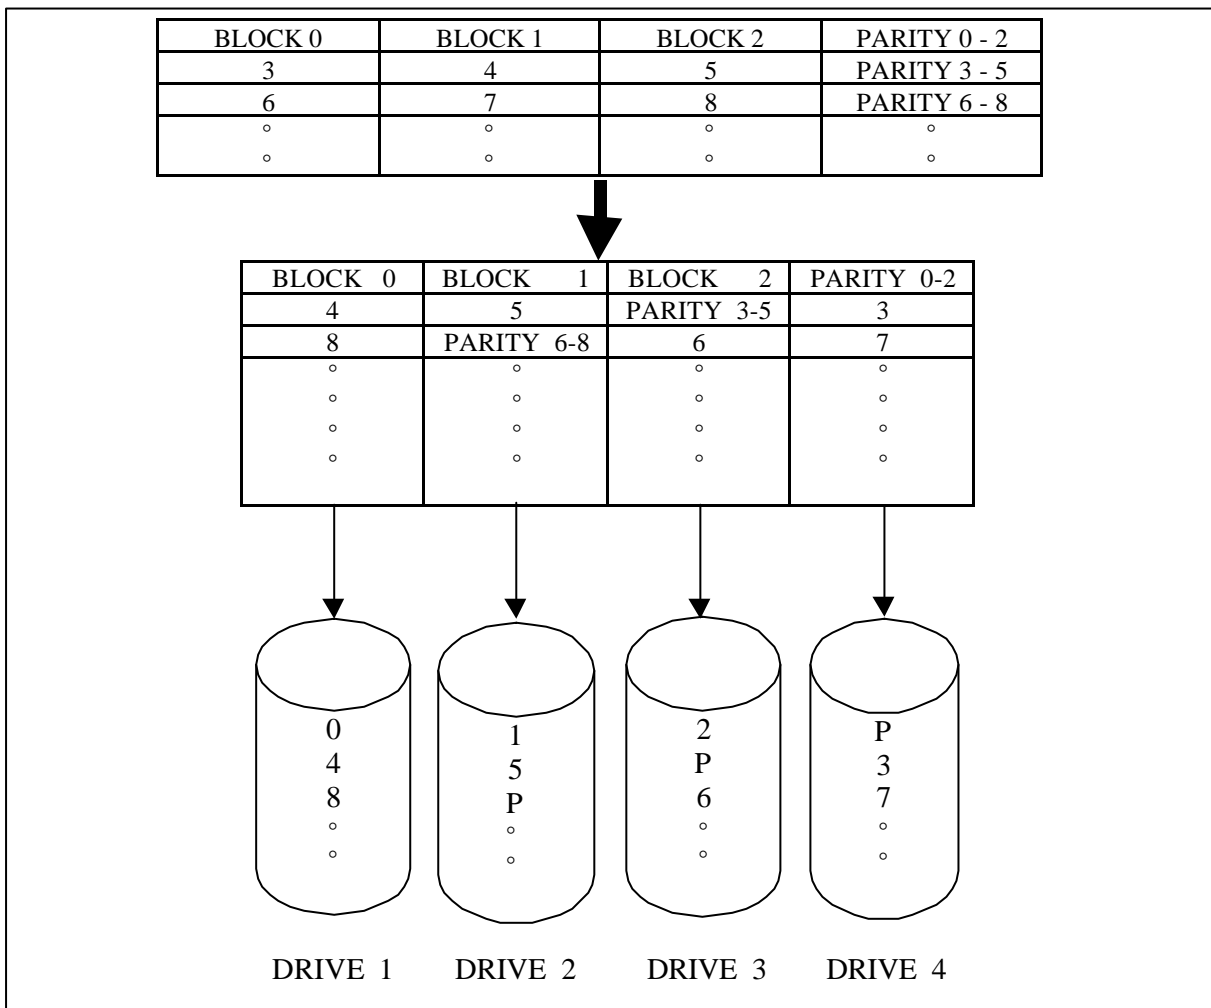 BLOCK 0 BLOCK 1 BLOCK 2 PARITY 0 - 2
3 4 5 PARITY 3 - 5
6 7 8 PARITY 6 - 8
BLOCK 0 BLOCK 1 BLOCK 2 PARITY 0-2
4 5 PARITY 3-5 3
8 PARITY 6-8 6 7
0 1 2 P
4 5 P 3
8 P 6 7
DRIVE 1 DRIVE 2 DRIVE 3 DRIVE 4